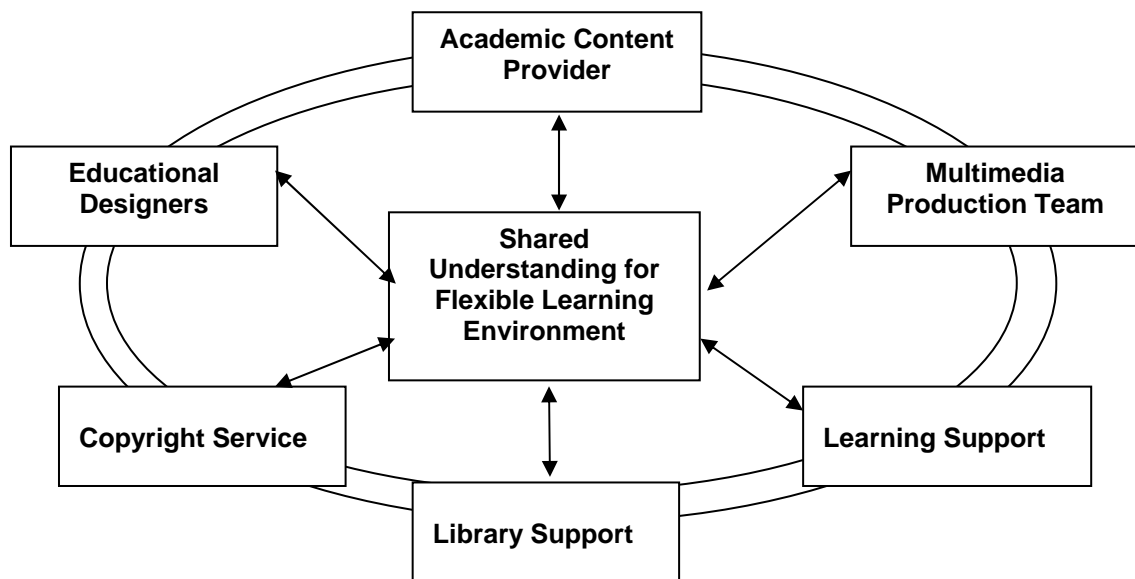 Academic Content
Provider
Educational
Designers
Multimedia
Production Team
Shared
Understanding for
Flexible Learning
Environment
Copyright Service
Learning Support
Library Support